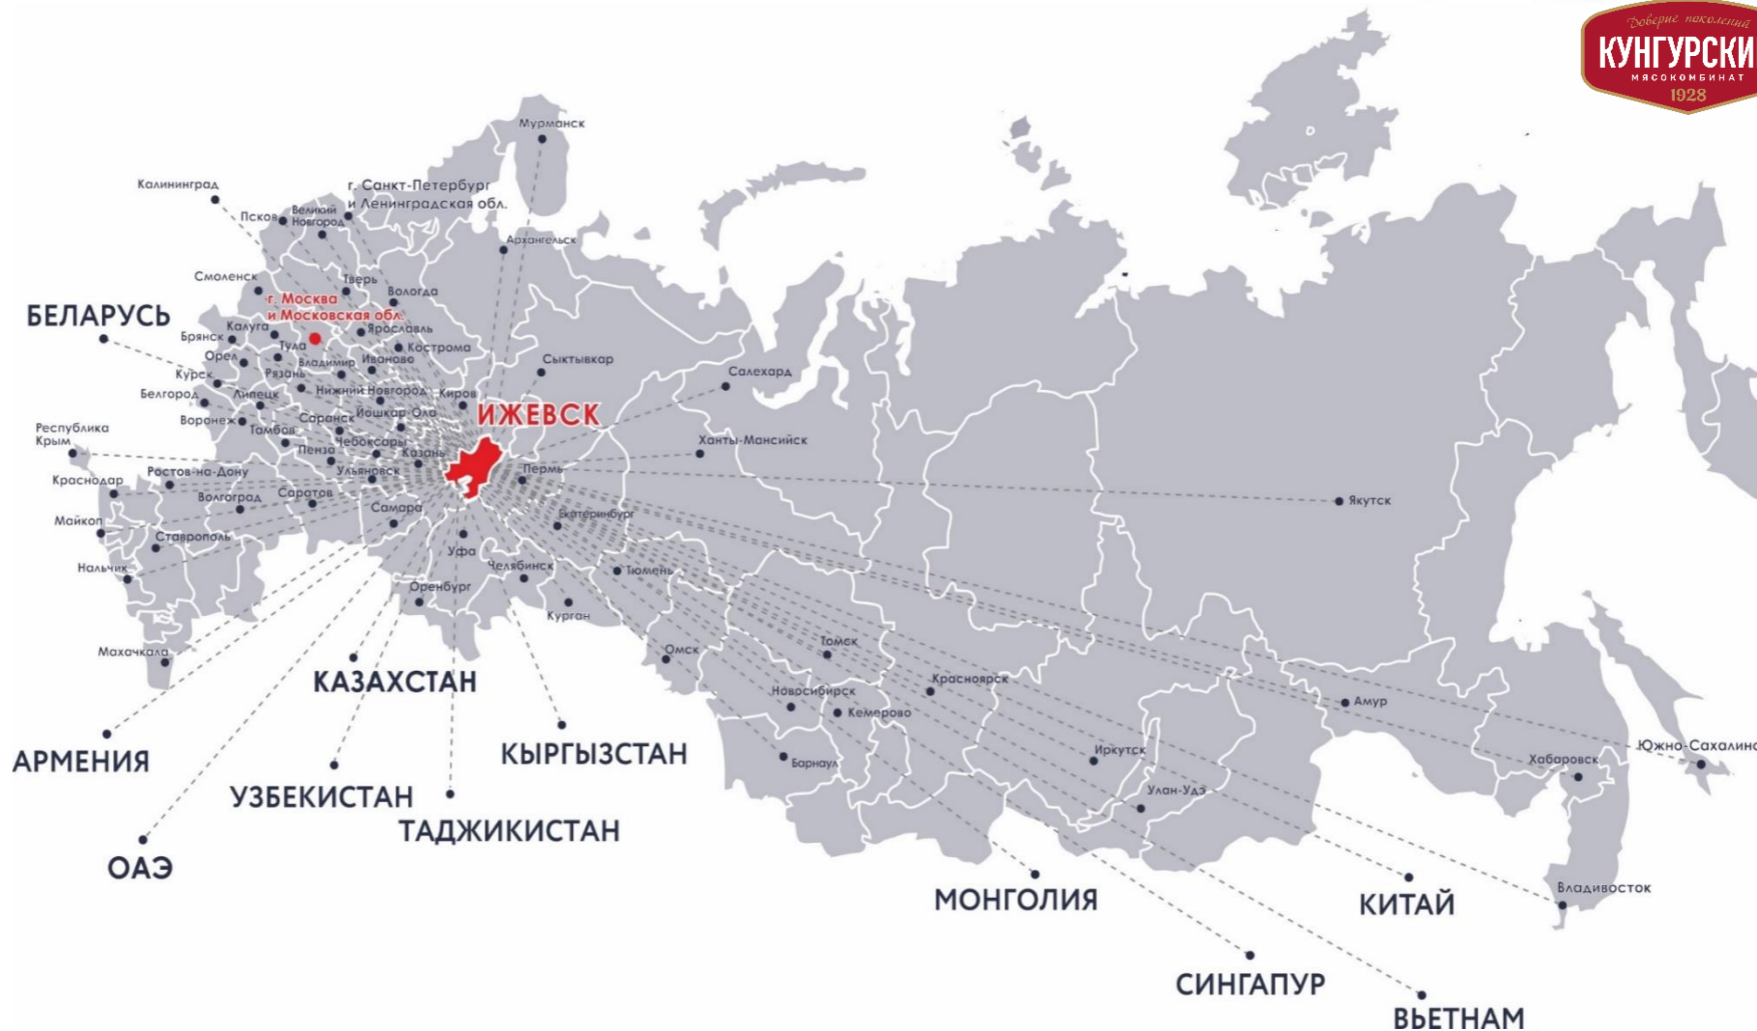 Доверие поколений
КУНГУРСКИ
МЯСОКОМБИНАТ
1928
Мурманск
Калининград
г. Санкт-Петербург
и Ленинградская обл.
Псков
Великий
Новгород
Архангельск
Смоленск
Тверь
Вологда
г. Москва
и Московская обл.
БЕЛАРУСЬ
Калуга
Ярославль
Брянск
Тула
Кострома
Орел
Владимир
Иваново
Сыктывкар
Курск
Рязань
Салехард
Белгород
Липецк
Нижний Новгород
Киров
Воронеж
Саранск
Йошкар-Ола
ИЖЕВСК
Республика
Крым
Тамбов
Чебоксары
Ханты-Мансийск
Пенза
Казань
Ростов-на-Дону
Ульяновск
Пермь
Краснодар
Волгоград
Саратов
Якутск
Самара
Екатеринбург
Майкоп
Ставрополь
Уфа
Нальчик
Челябинск
Тюмень
Оренбург
Курган
Махачкала
Омск
Томск
КАЗАХСТАН
Красноярск
Новосибирск
Кемерово
Амур
АРМЕНИЯ
КЫРГЫЗСТАН
Барнаул
Иркутск
Хабаровск
Южно-Сахалинс
УЗБЕКИСТАН
Улан-Удэ
ТАДЖИКИСТАН
ОАЭ
МОНГОЛИЯ
КИТАЙ
Владивосток
СИНГАПУР
ВЬЕТНАМ